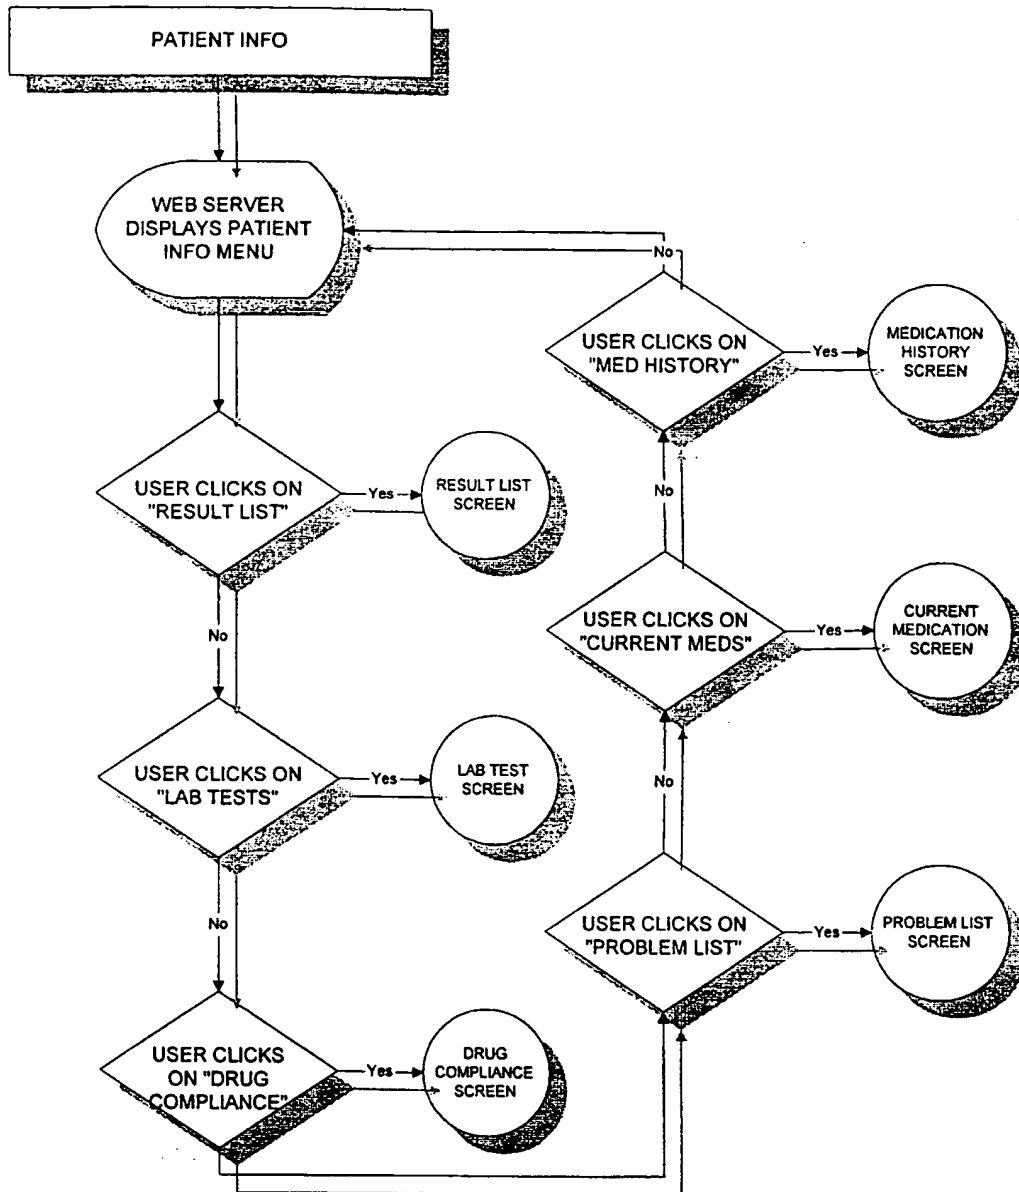 PATIENT INFO
WEB SERVER
DISPLAYS PATIENT
INFO MENU
USER CLICKS ON
"RESULT LIST"
Yes
RESULT LIST
SCREEN
No
USER CLICKS ON
"LAB TESTS"
Yes
LAB TEST
SCREEN
No
USER CLICKS
ON "DRUG
COMPLIANCE"
Yes
DRUG
COMPLIANCE
SCREEN
USER CLICKS ON
"PROBLEM LIST"
Yes
PROBLEM LIST
SCREEN
No
USER CLICKS ON
"CURRENT MEDS"
Yes
CURRENT
MEDICATION
SCREEN
No
USER CLICKS ON
"MED HISTORY"
Yes
MEDICATION
HISTORY
SCREEN
No